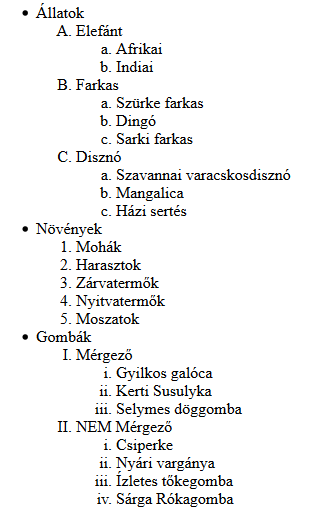 • Állatok
A. Elefánt
a. Afrikai
b. Indiai
B. Farkas
a. Szürke farkas
b. Dingó
c. Sarki farkas
C. Disznó
a. Szavannai varacskosdisznó
b. Mangalica
c. Házi sertés
• Növények
1. Mohák
2. Harasztok
3. Zárvatermők
4. Nyitvatermők
5. Moszatok
• Gombák
I. Mérgező
i. Gyilkos galóca
ii. Kerti Susulyka
iii. Selymes döggomba
II. NEM Mérgező
i. Csiperke
ii. Nyári vargánya
iii. Ízletes tőkegomba
iv. Sárga Rókagomba